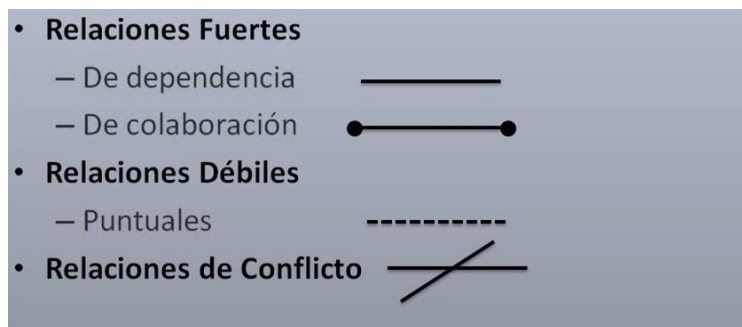 • Relaciones Fuertes
– De dependencia
– De colaboración
• Relaciones Débiles
– Puntuales
• Relaciones de Conflicto